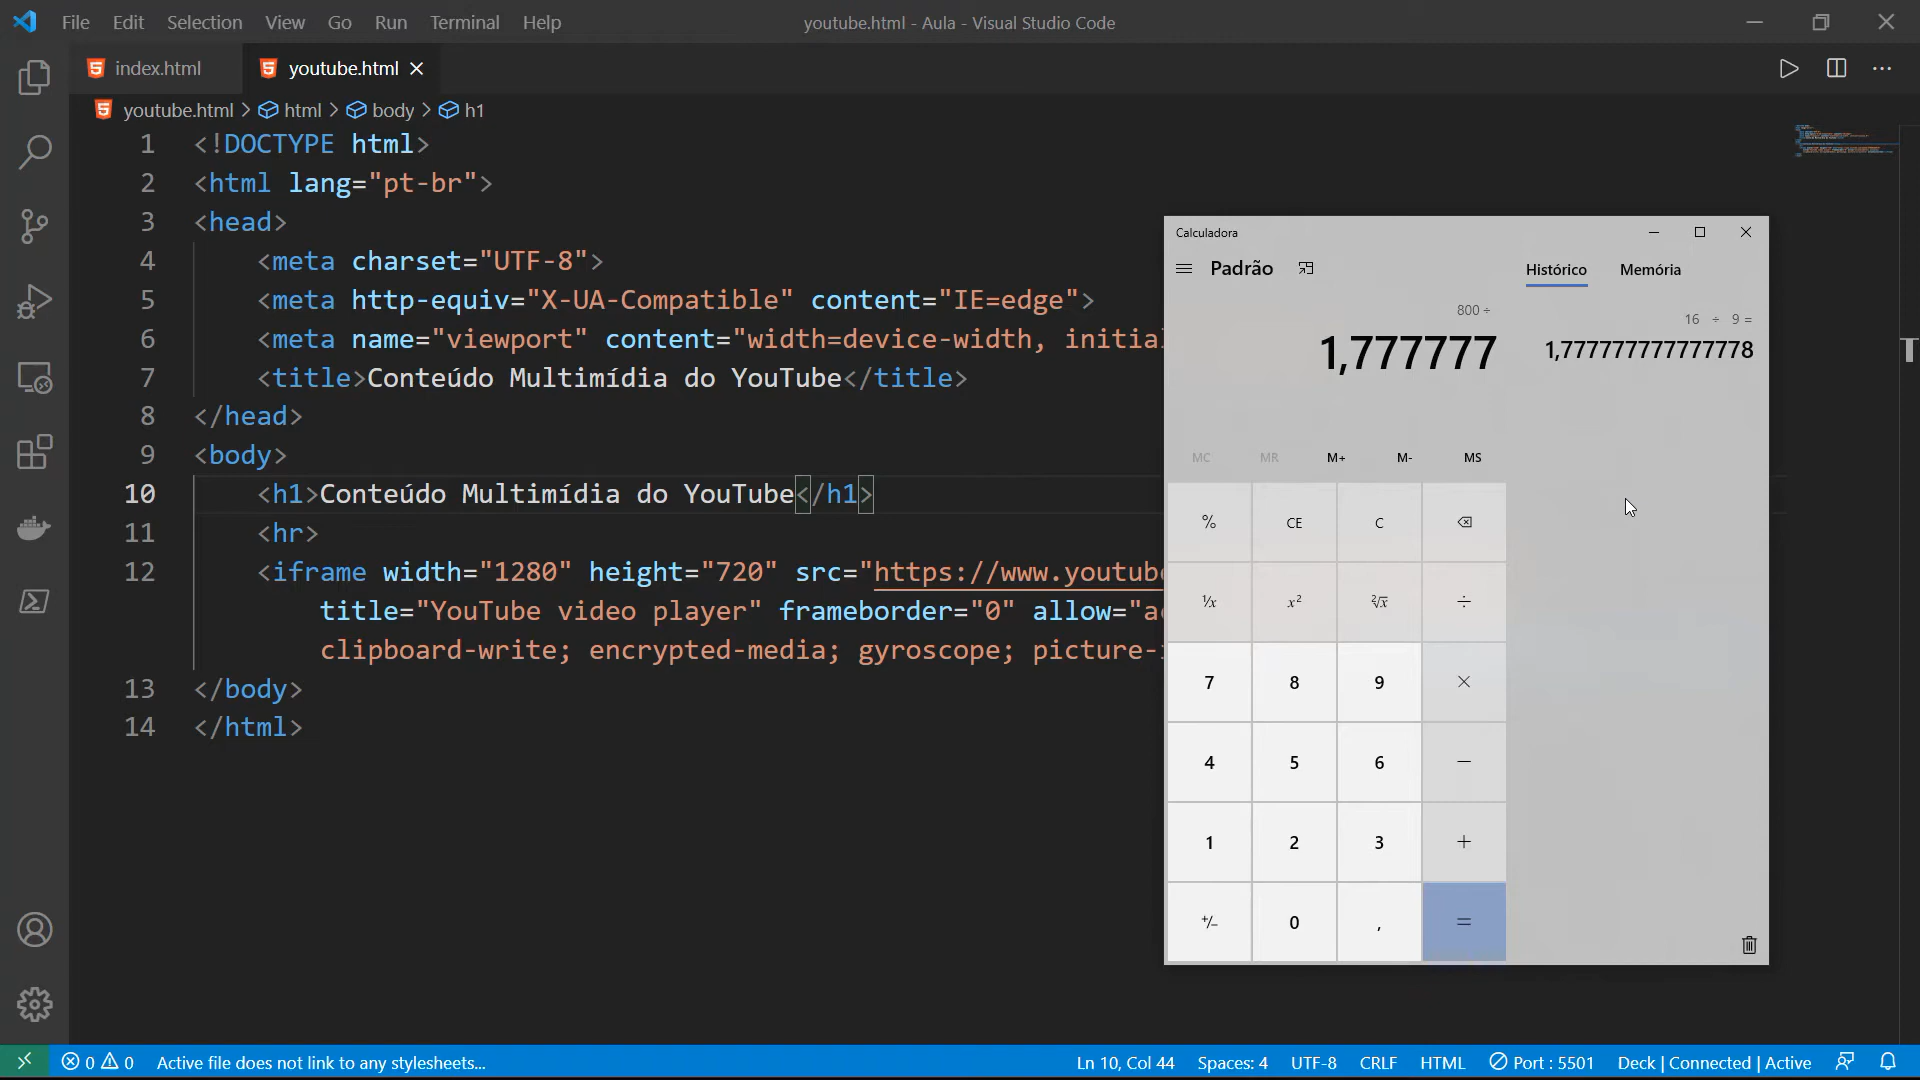 File Edit Selection View Go Run Terminal Help
youtube.html - Aula - Visual Studio Code
index.html
youtube.html
youtube.html > html > body > h1
1 <!DOCTYPE html>
2 <html lang="pt-br">
3 <head>
4 <meta charset="UTF-8">
5 <meta http-equiv="X-UA-Compatible" content="IE=edge">
6 <meta name="viewport" content="width=device-width, initial
7 <title>Conteúdo Multimídia do YouTube</title>
8 </head>
9 <body>
10 <h1>Conteúdo Multimídia do YouTube</h1>
11 <hr>
12 <iframe width="1280" height="720" src="https://www.youtube
title="YouTube video player" frameborder="0" allow="a
clipboard-write; encrypted-media; gyroscope; picture-
13 </body>
14 </html>
Calculadora
Padrão
Histórico Memória
800 ÷
1,777777
16 ÷ 9 =
1,777777777777778
MC MR M+ M- MS
% CE C
¹/x x² ²√x ÷
7 8 9 ×
4 5 6 −
1 2 3 +
+/− 0 , =
0 0 Active file does not link to any stylesheets...
Ln 10, Col 44 Spaces: 4 UTF-8 CRLF HTML Port : 5501 Deck | Connected | Active